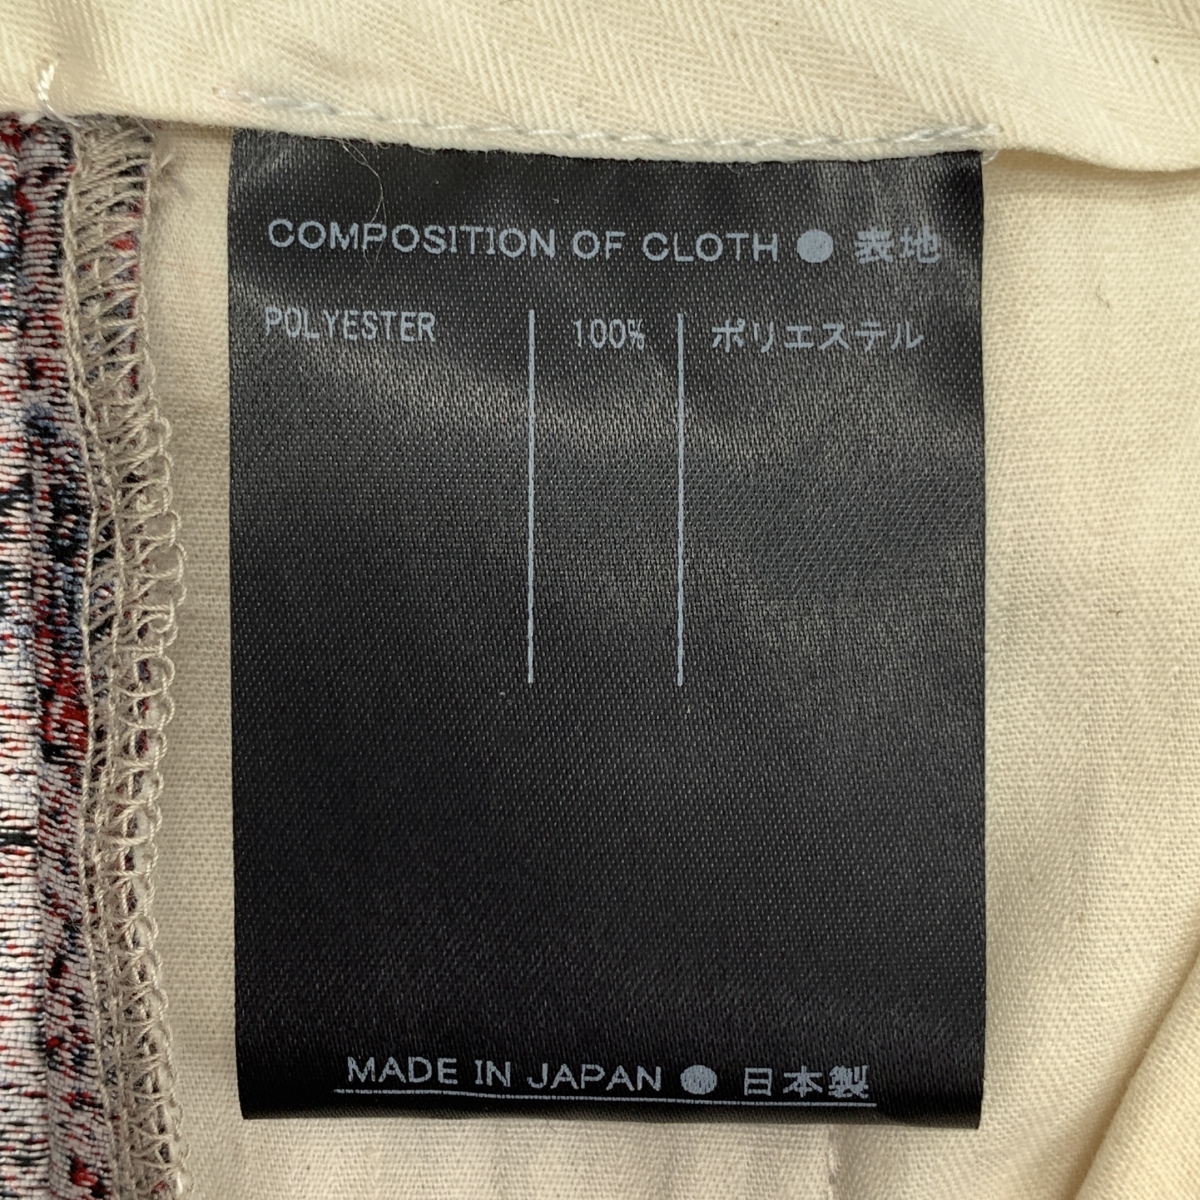 COMPOSITION OF CLOTH ● 表地
POLYESTER 100% ポリエステル
MADE IN JAPAN ● 日本製